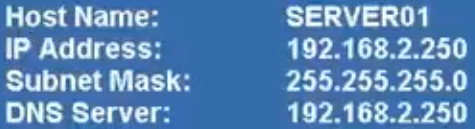 Host Name: SERVER01
IP Address: 192.168.2.250
Subnet Mask: 255.255.255.0
DNS Server: 192.168.2.250